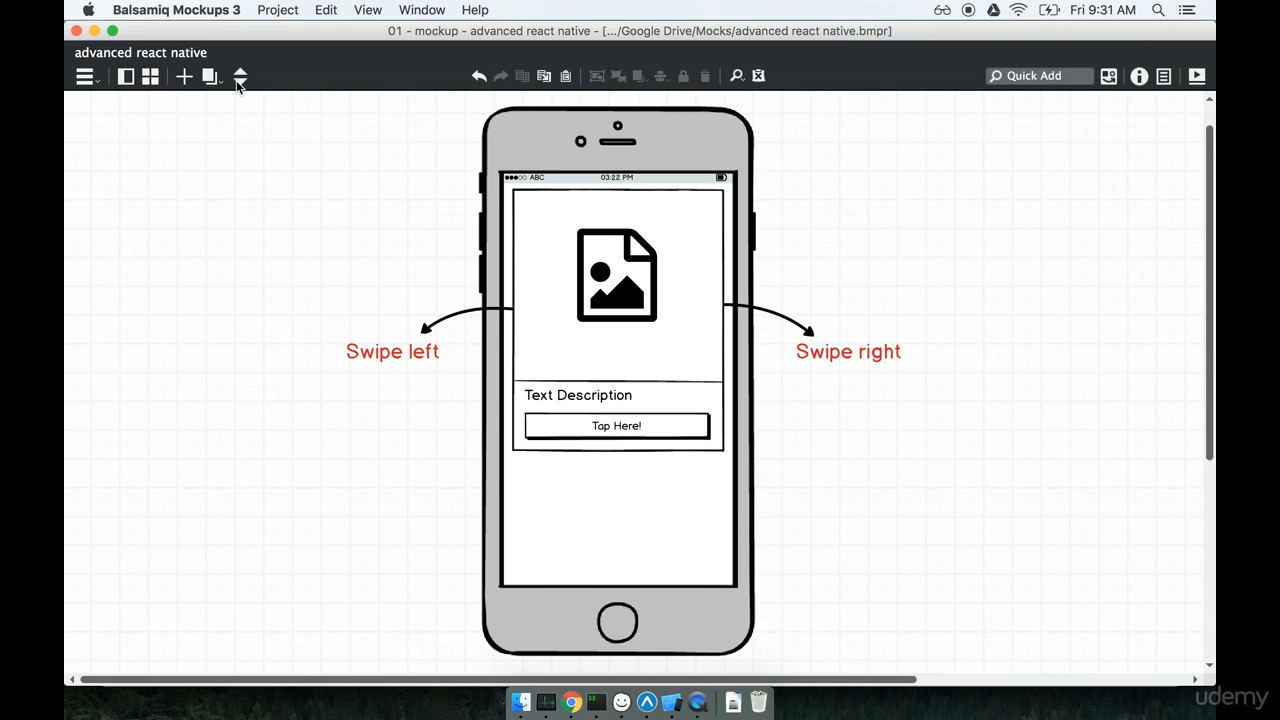 Balsamiq Mockups 3 Project Edit View Window Help Fri 9:31 AM
01 - mockup - advanced react native - [.../Google Drive/Mocks/advanced react native.bmpr]
advanced react native
Quick Add
ABC 03:22 PM
Swipe left
Swipe right
Text Description
Tap Here!
udemy